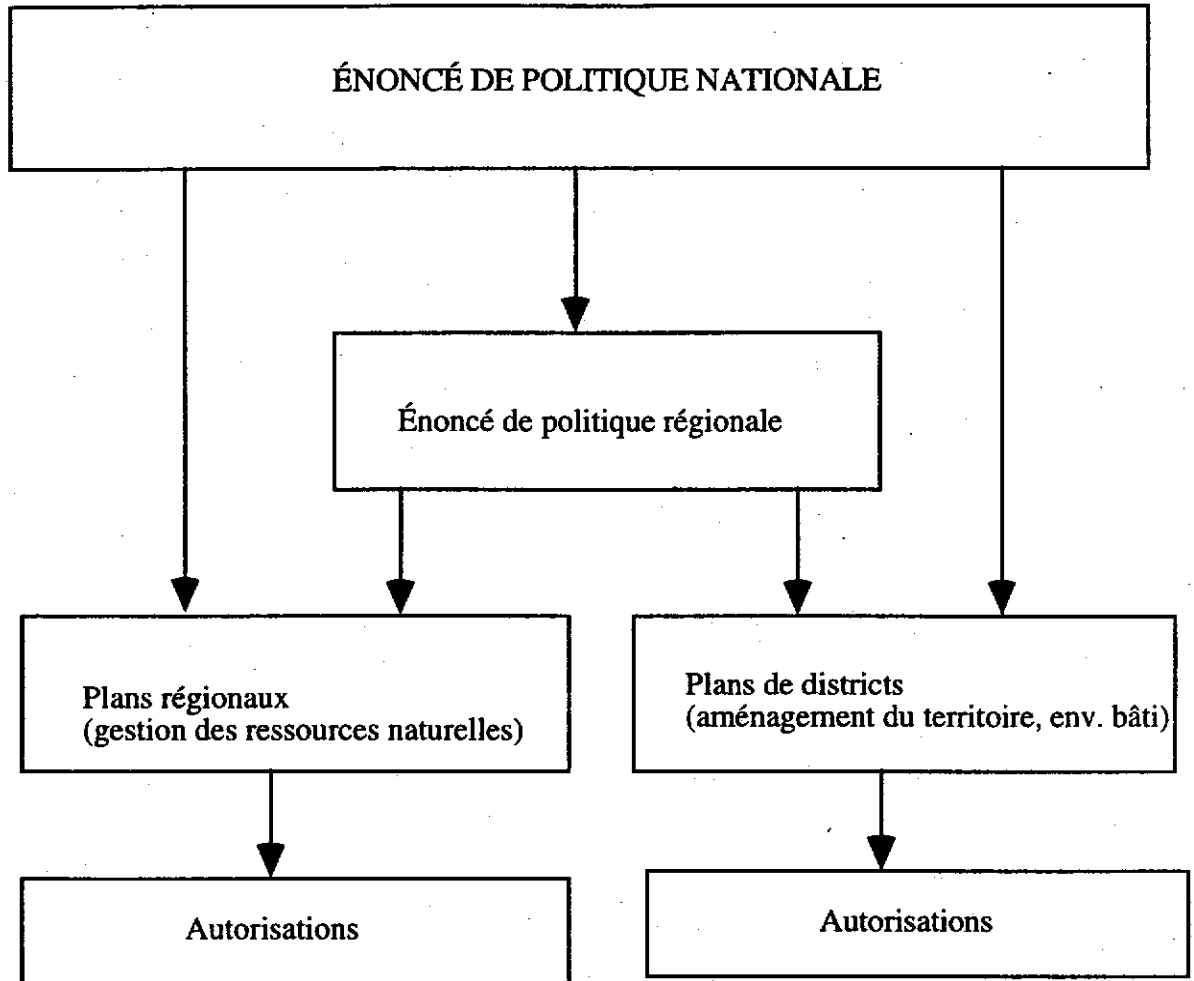 ÉNONCÉ DE POLITIQUE NATIONALE
Énoncé de politique régionale
Plans régionaux
(gestion des ressources naturelles)
Plans de districts
(aménagement du territoire, env. bâti)
Autorisations
Autorisations